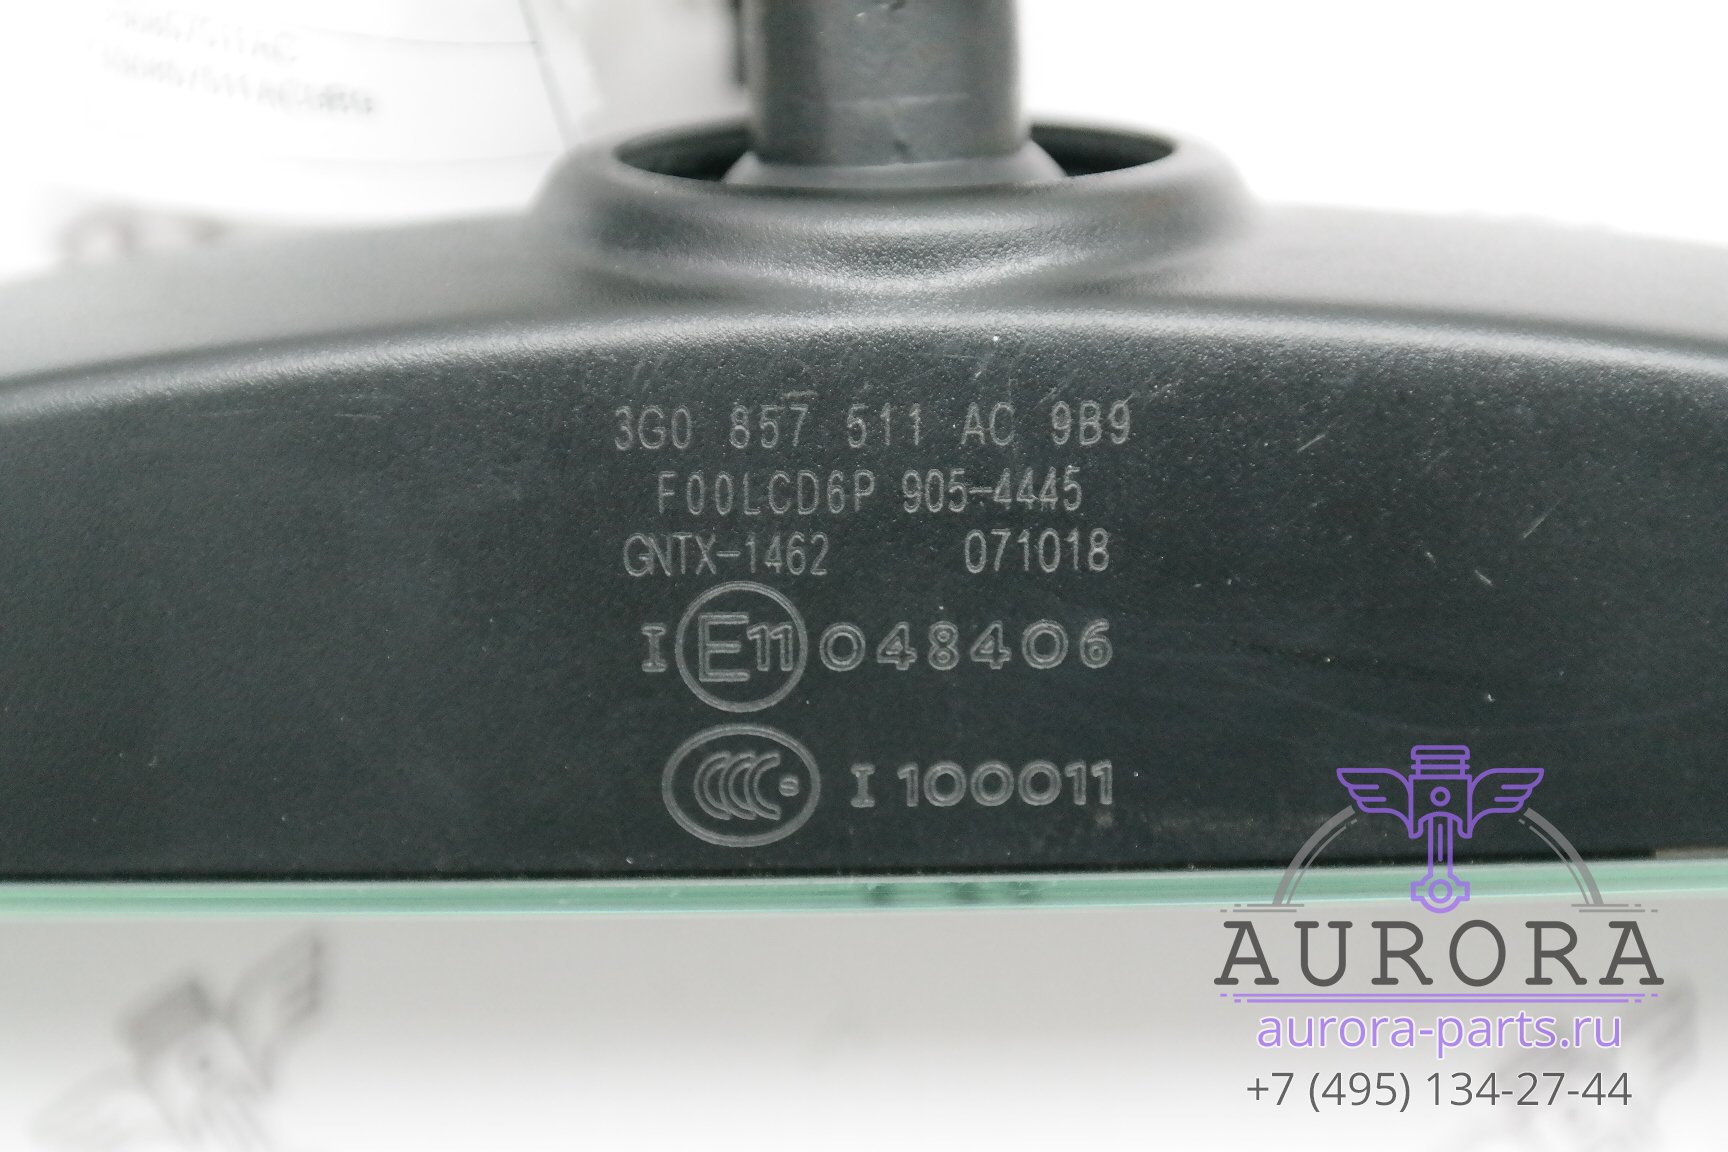 3G0 857 511 AC 9B9
F00LCD6P 905-4445
GNTX-1462 071018
I E11 048406
CCC S I 100011
AURORA
aurora-parts.ru
+7 (495) 134-27-44